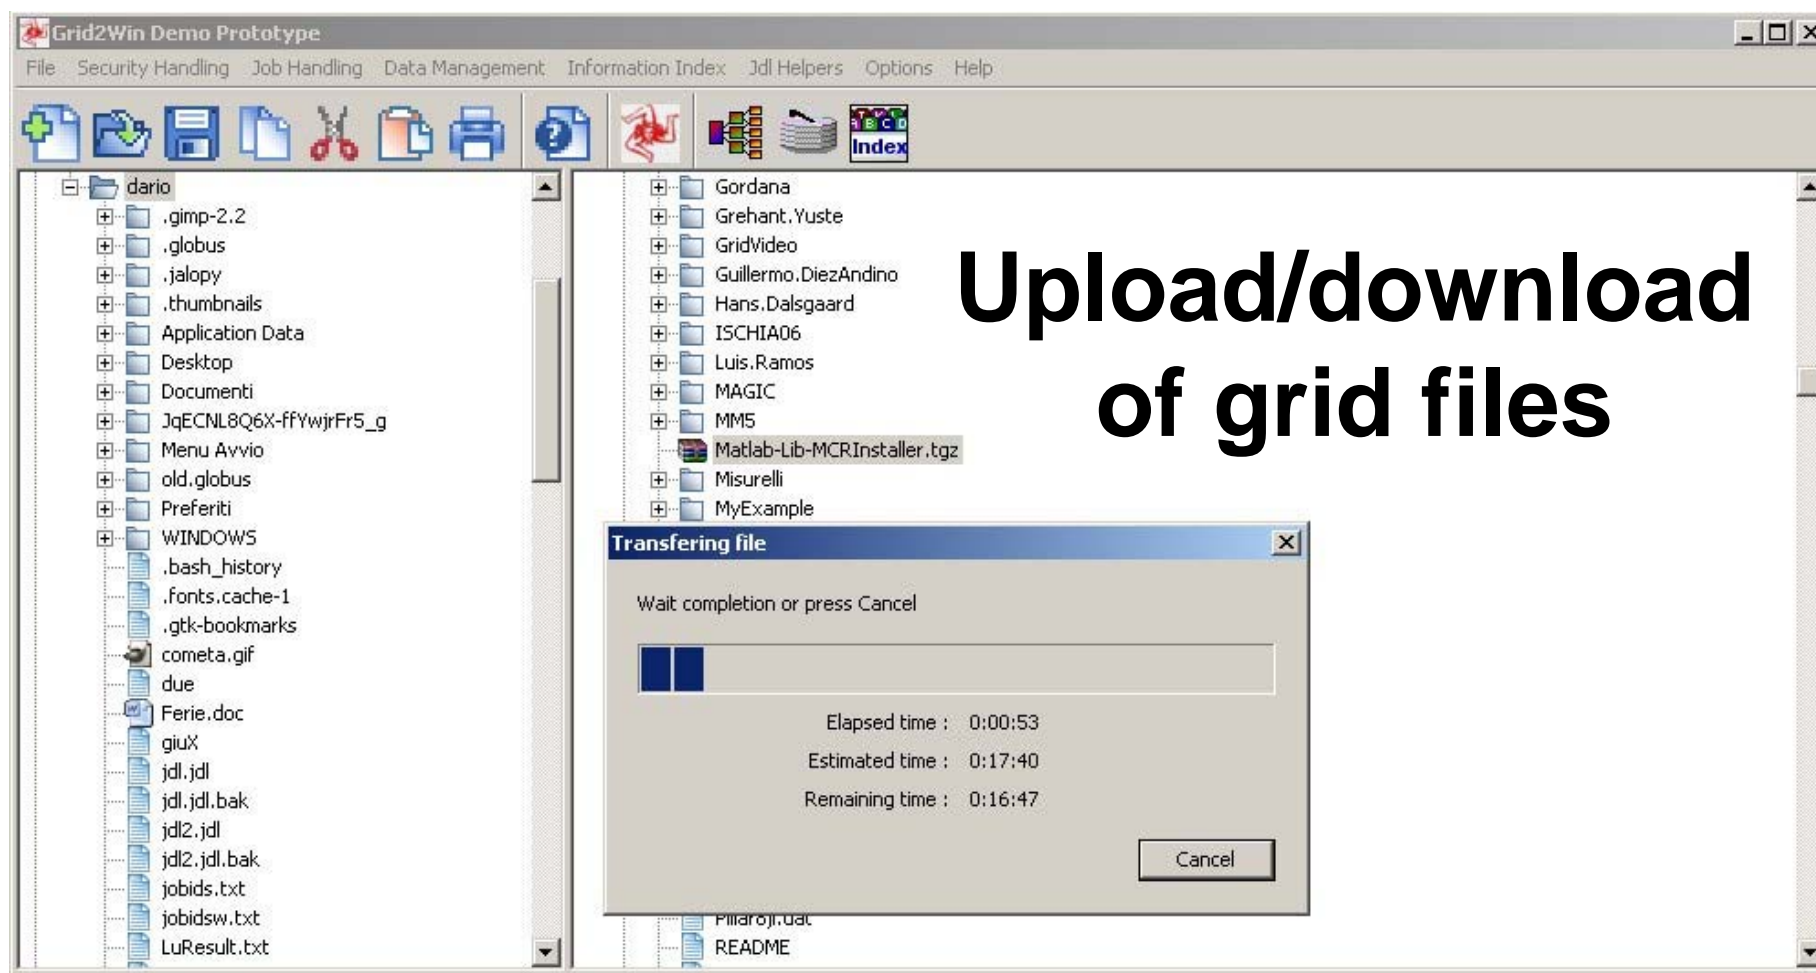 Grid2Win Demo Prototype
File Security Handling Job Handling Data Management Information Index Jdl Helpers Options Help
Index
dario
.gimp-2.2
.globus
.jalopy
.thumbnails
Application Data
Desktop
Documenti
JqECNL8Q6X-ffYwjrFr5_g
Menu Avvio
old.globus
Preferiti
WINDOWS
.bash_history
.fonts.cache-1
.gtk-bookmarks
cometa.gif
due
Ferie.doc
giuX
jdl.jdl
jdl.jdl.bak
jdl2.jdl
jdl2.jdl.bak
jobids.txt
jobidsw.txt
LuResult.txt
Gordana
Grehant.Yuste
GridVideo
Guillermo.DiezAndino
Hans.Dalsgaard
ISCHIA06
Luis.Ramos
MAGIC
MM5
Matlab-Lib-MCRInstaller.tgz
Misurelli
MyExample
Upload/download
of grid files
Transfering file
Wait completion or press Cancel
Elapsed time : 0:00:53
Estimated time : 0:17:40
Remaining time : 0:16:47
Cancel
README